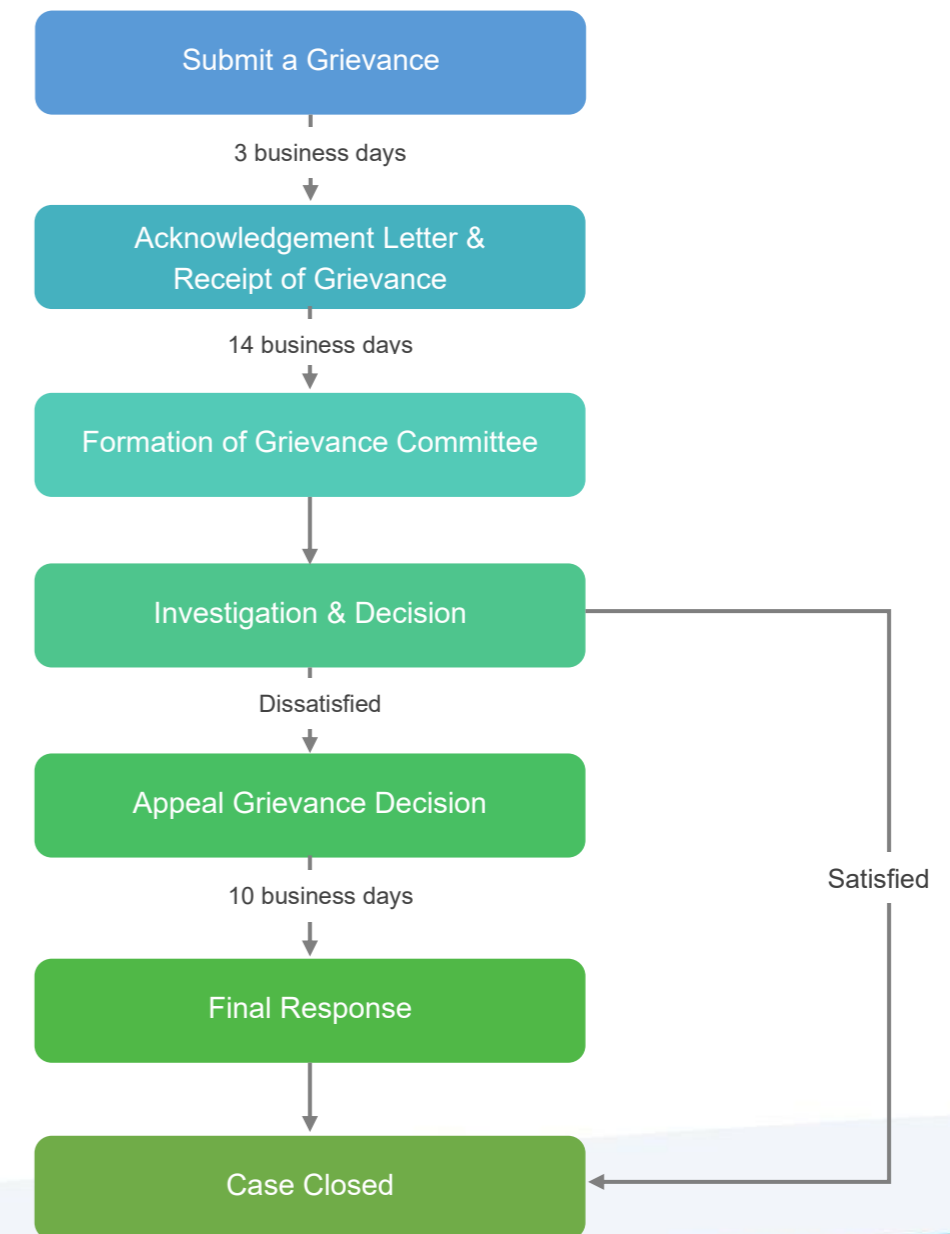 Submit a Grievance
3 business days
Acknowledgement Letter &
Receipt of Grievance
14 business days
Formation of Grievance Committee
Investigation & Decision
Dissatisfied
Appeal Grievance Decision
Satisfied
10 business days
Final Response
Case Closed